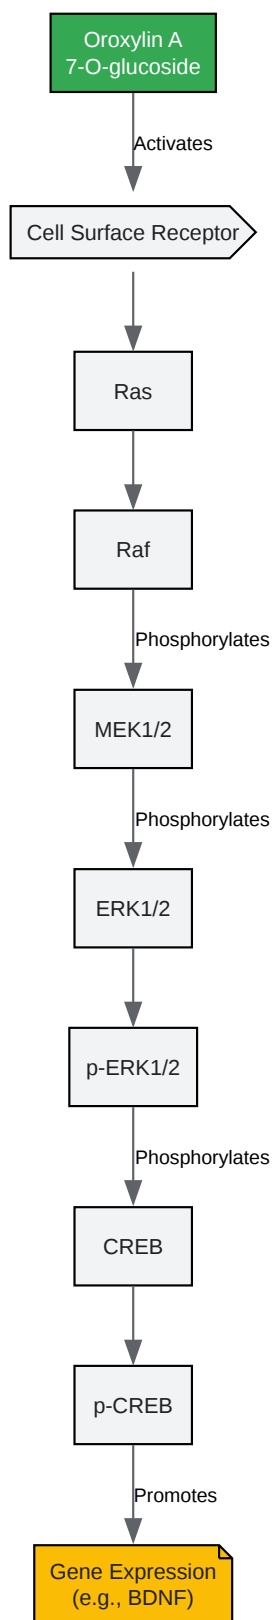 Oroxylin A
7-O-glucoside
Activates
Cell Surface Receptor
Ras
Raf
Phosphorylates
MEK1/2
Phosphorylates
ERK1/2
p-ERK1/2
Phosphorylates
CREB
p-CREB
Promotes
Gene Expression
(e.g., BDNF)